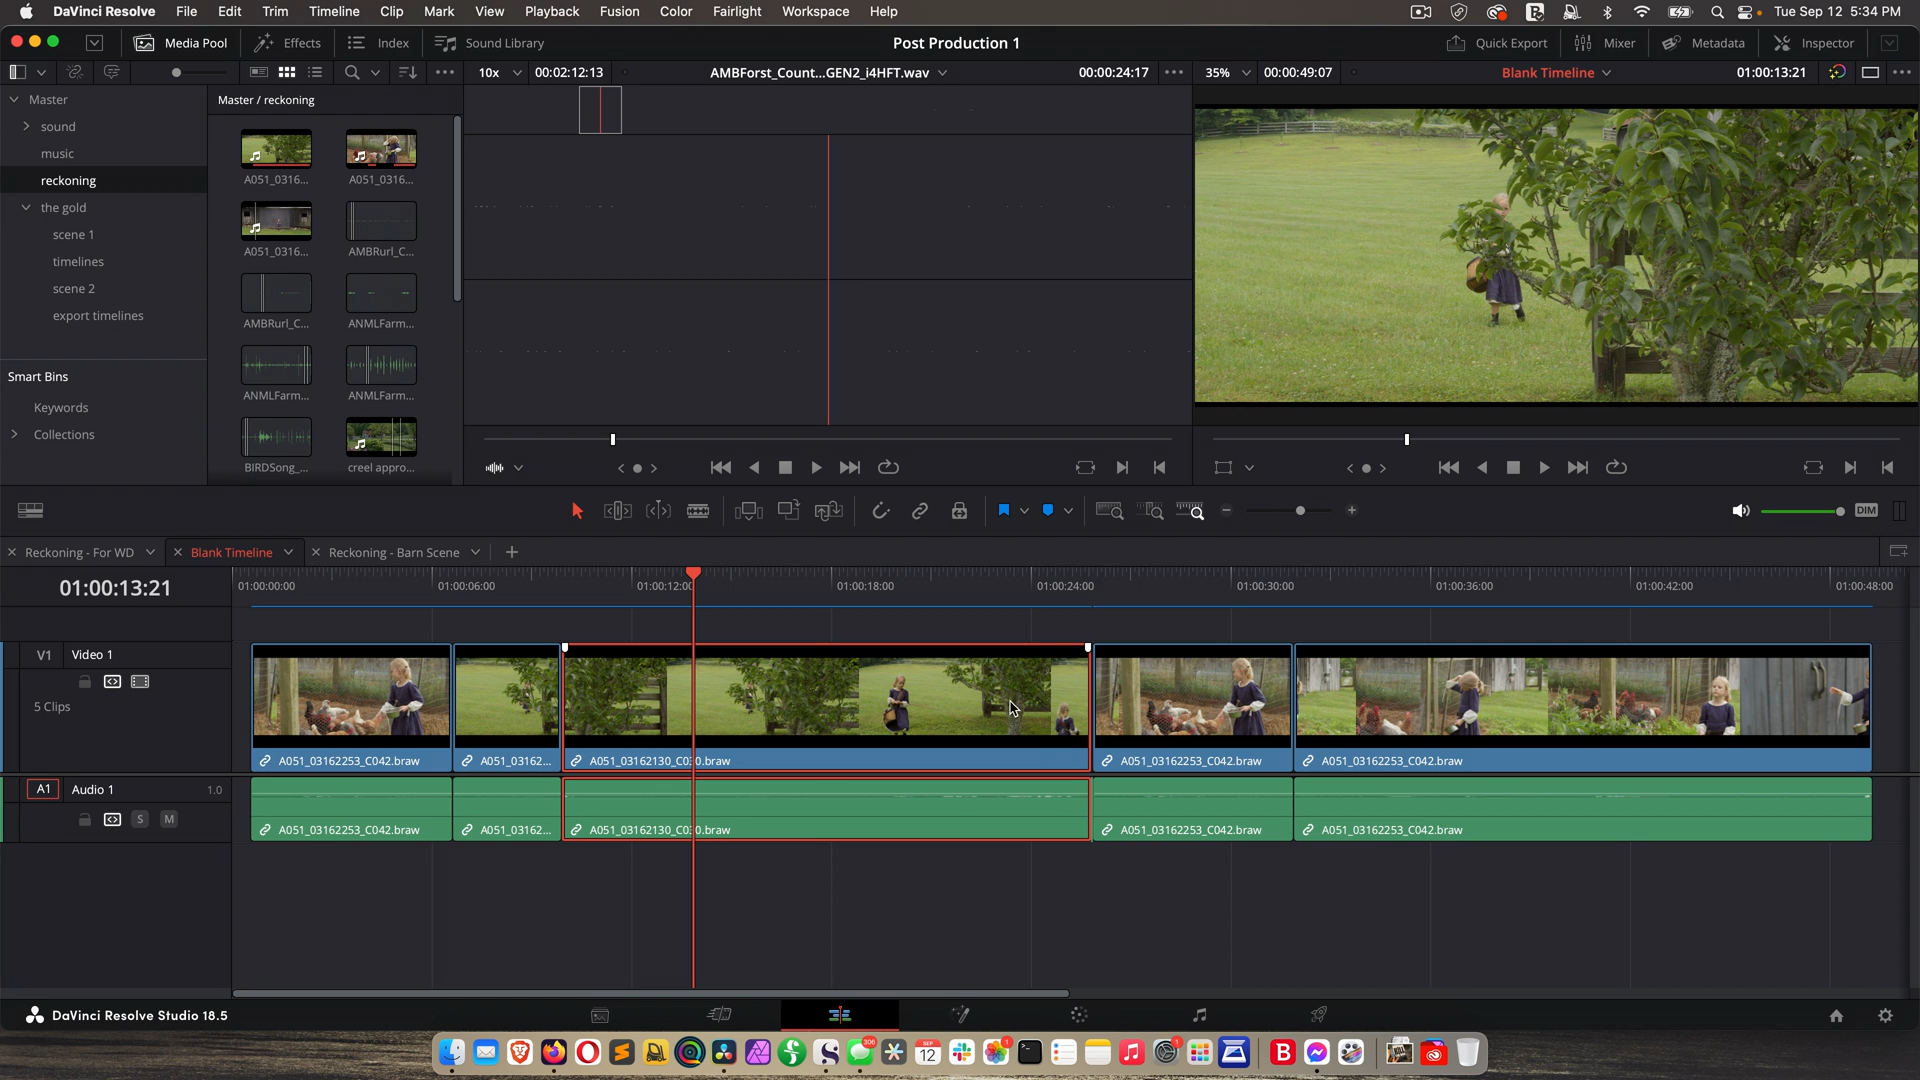 DaVinci Resolve File Edit Trim Timeline Clip Mark View Playback Fusion Color Fairlight Workspace Help Tue Sep 12 5:34 PM
Media Pool Effects Index Sound Library Post Production 1 Quick Export Mixer Metadata Inspector
10x 00:02:12:13 AMBForst_Count...GEN2_i4HFT.wav 00:00:24:17 35% 00:00:49:07 Blank Timeline 01:00:13:21
Master
sound
music
reckoning
the gold
scene 1
timelines
scene 2
export timelines
Smart Bins
Keywords
Collections
Master / reckoning
A051_0316... A051_0316...
A051_0316... AMBRurl_C...
AMBRurl_C... ANMLFarm...
ANMLFarm... ANMLFarm...
BIRDSong_... creel appro...
DIM
Reckoning - For WD Blank Timeline Reckoning - Barn Scene
01:00:13:21
01:00:00:00 01:00:06:00 01:00:12:00 01:00:18:00 01:00:24:00 01:00:30:00 01:00:36:00 01:00:42:00 01:00:48:00
V1 Video 1
5 Clips
A051_03162253_C042.braw A051_03162... A051_03162130_C030.braw A051_03162253_C042.braw A051_03162253_C042.braw
A1 Audio 1 1.0
S M
A051_03162253_C042.braw A051_03162... A051_03162130_C030.braw A051_03162253_C042.braw A051_03162253_C042.braw
DaVinci Resolve Studio 18.5
306
SEP
12
1
1
B